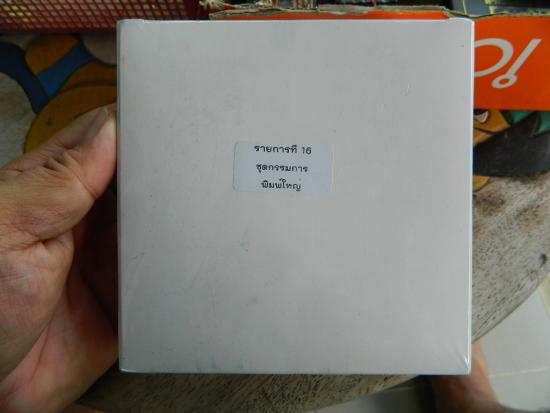 รายการที่ 16
ชุดกรรมการ
พิมพ์ใหญ่